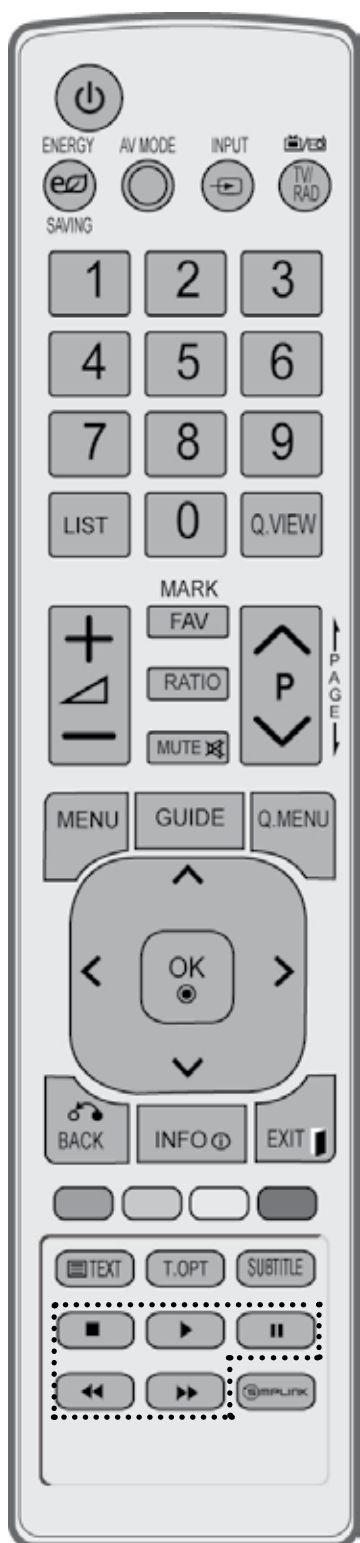 ENERGY AV MODE INPUT
TV/
RAD
SAVING
1 2 3
4 5 6
7 8 9
LIST 0 Q.VIEW
MARK
FAV
RATIO P
MUTE
PAGE
MENU GUIDE Q.MENU
OK
BACK INFO EXIT
TEXT T.OPT SUBTITLE
SIMPLINK